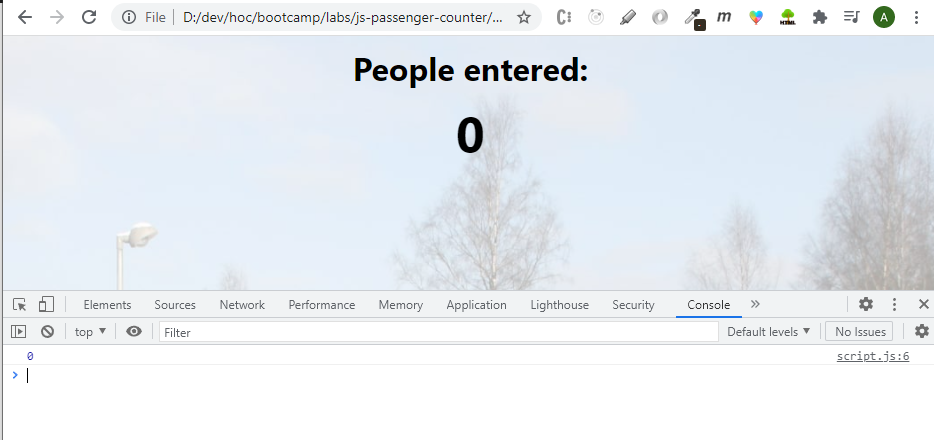 File D:/dev/hoc/bootcamp/labs/js-passenger-counter/... C: m HTML A
People entered:
0
Elements Sources Network Performance Memory Application Lighthouse Security Console »
top Filter Default levels No Issues
0 script.js:6
>